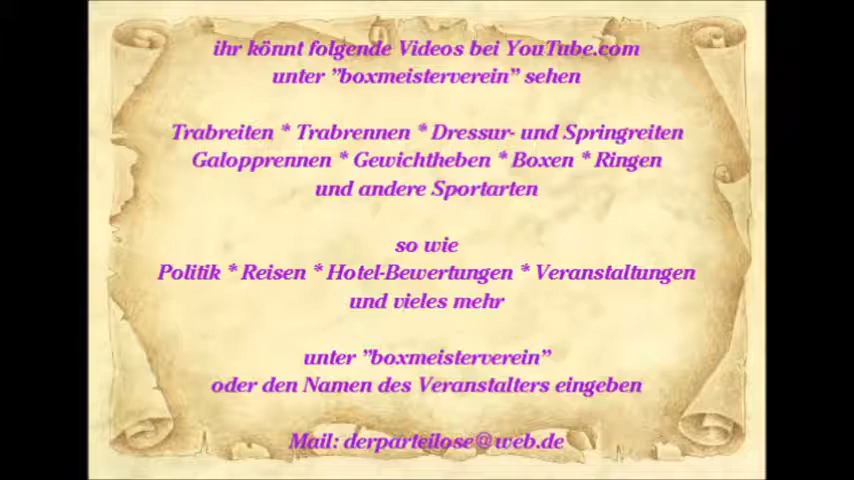 ihr könnt folgende Videos bei YouTube.com
unter "boxmeisterverein" sehen
Trabreiten * Trabrennen * Dressur- und Springreiten
Galopprennen * Gewichtheben * Boxen * Ringen
und andere Sportarten
so wie
Politik * Reisen * Hotel-Bewertungen * Veranstaltungen
und vieles mehr
unter "boxmeisterverein"
oder den Namen des Veranstalters eingeben
Mail: derparteilose@web.de